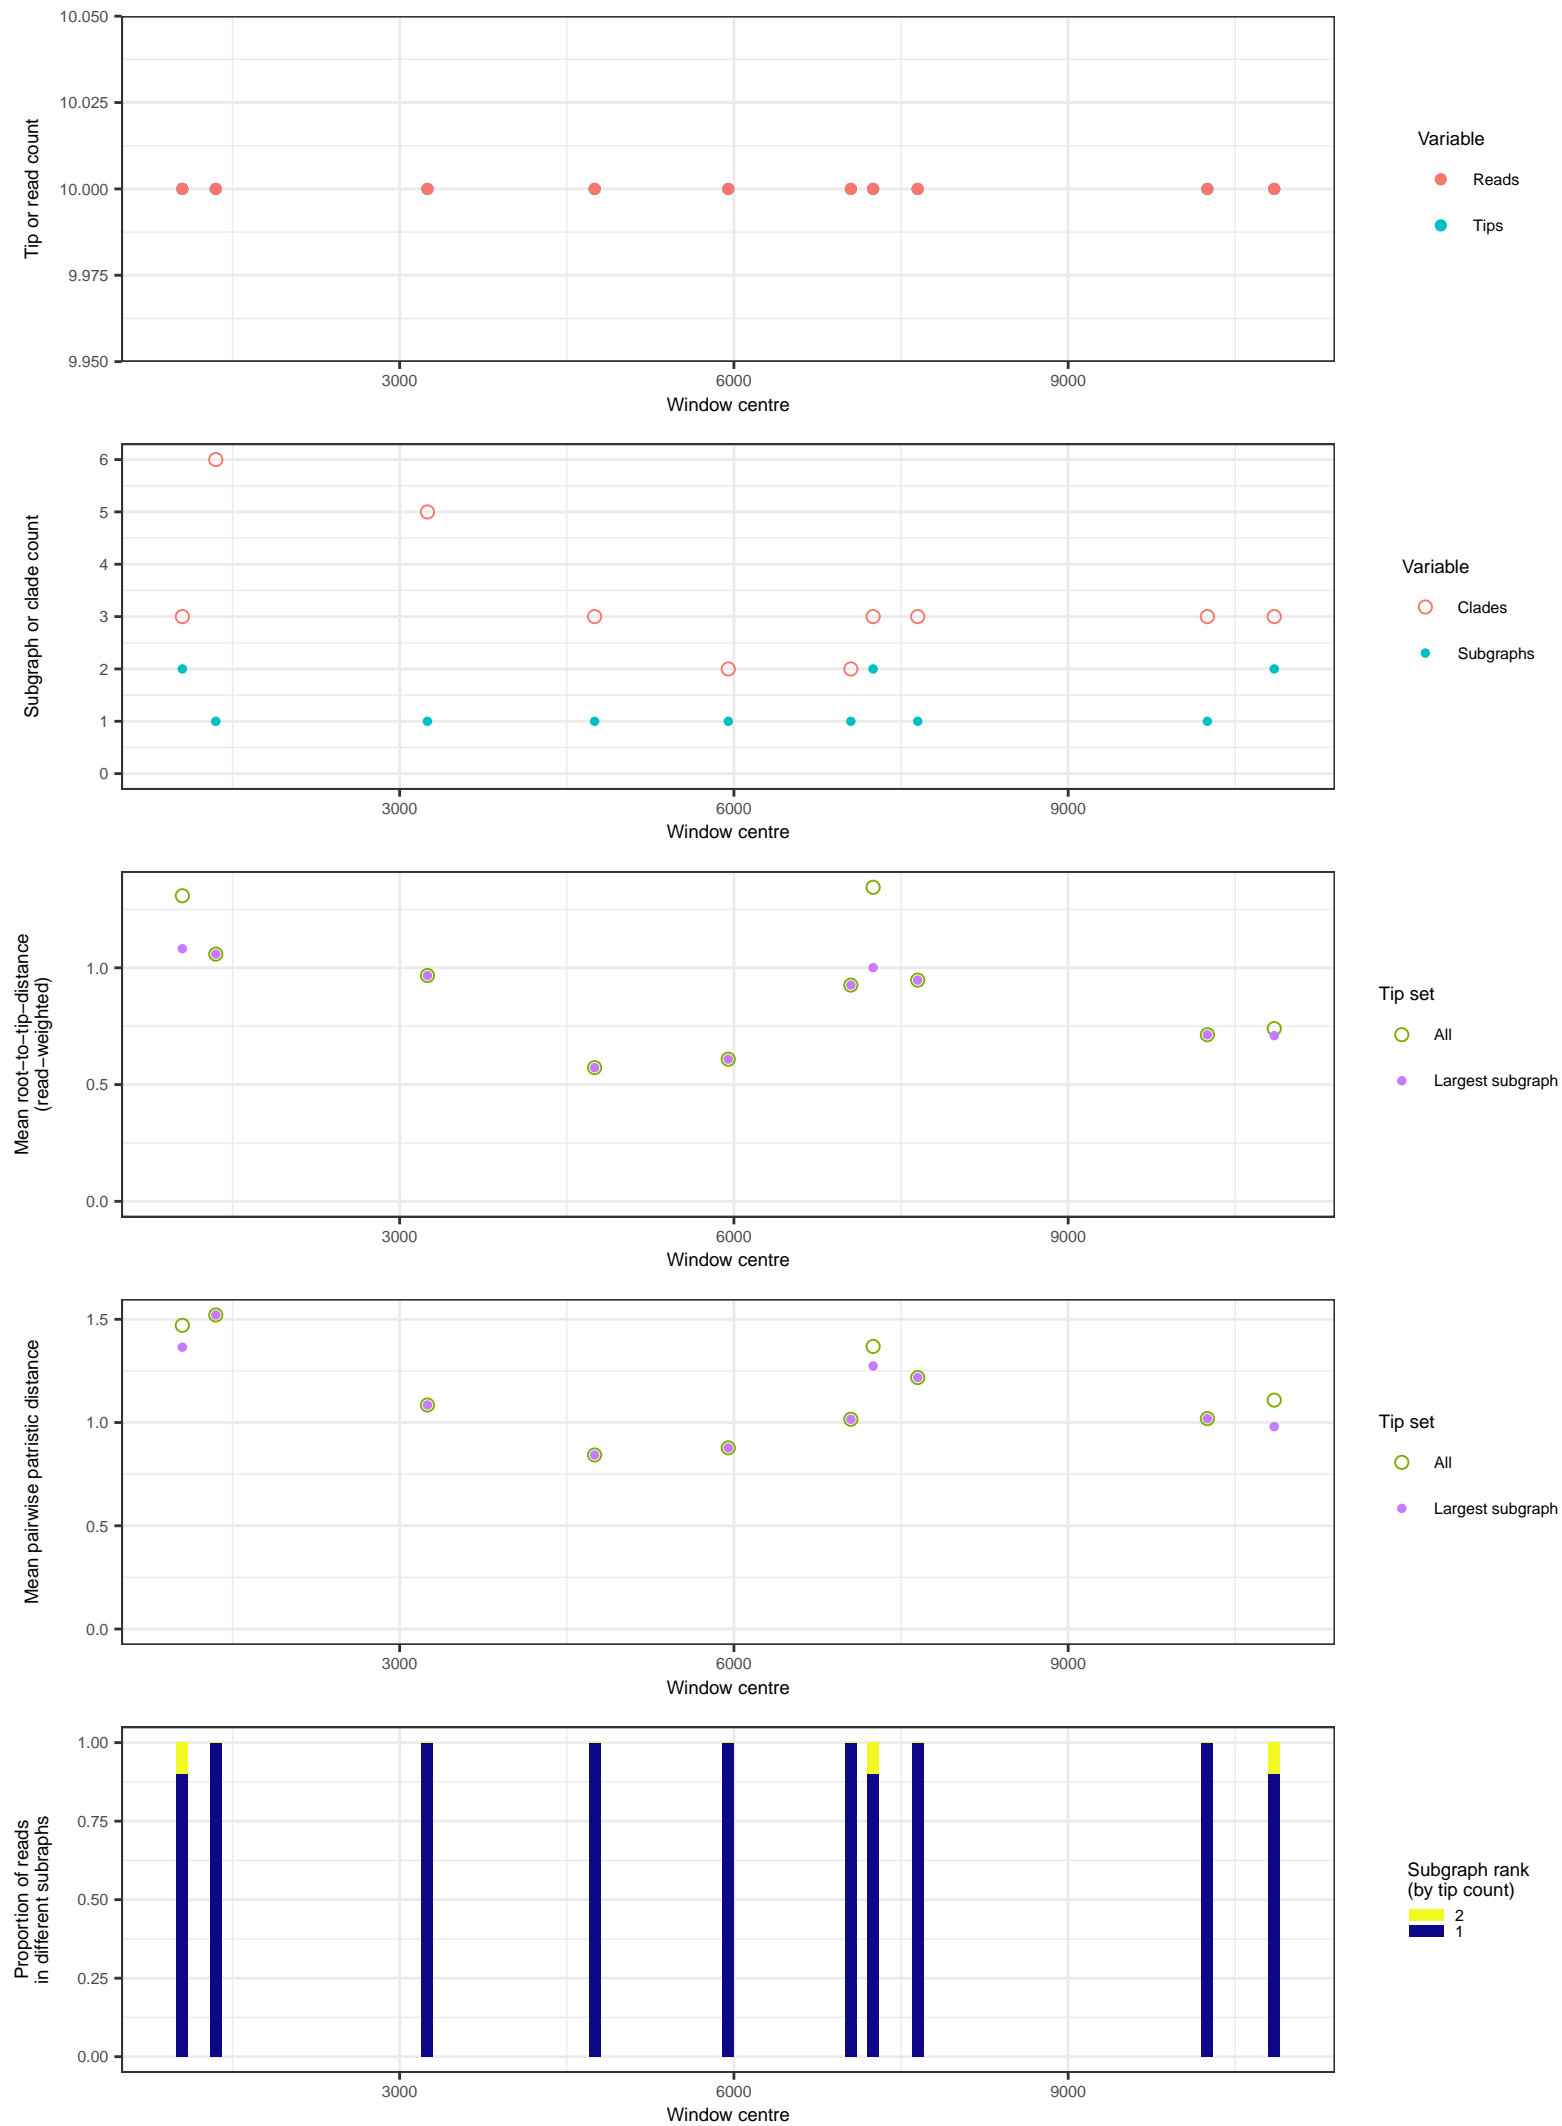 10.050
10.025
10.000
9.975
9.950
Tip or read count
3000
6000
9000
Window centre
Variable
Reads
Tips
6
5
4
3
2
1
0
Subgraph or clade count
3000
6000
9000
Window centre
Variable
Clades
Subgraphs
1.0
0.5
0.0
Mean root−to−tip−distance
(read−weighted)
3000
6000
9000
Window centre
Tip set
All
Largest subgraph
1.5
1.0
0.5
0.0
Mean pairwise patristic distance
3000
6000
9000
Window centre
Tip set
All
Largest subgraph
1.00
0.75
0.50
0.25
0.00
Proportion of reads
in different subraphs
3000
6000
9000
Window centre
Subgraph rank
(by tip count)
2
1